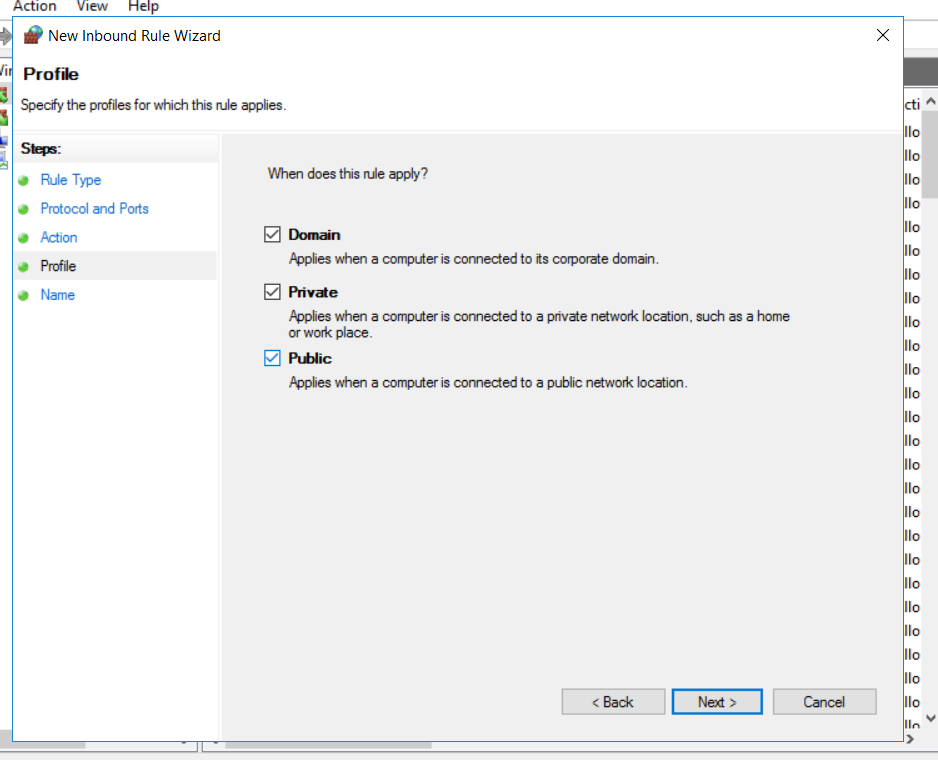 Action View Help
New Inbound Rule Wizard
Profile
Specify the profiles for which this rule applies.
Steps:
Rule Type
Protocol and Ports
Action
Profile
Name
When does this rule apply?
Domain
Applies when a computer is connected to its corporate domain.
Private
Applies when a computer is connected to a private network location, such as a home
or work place.
Public
Applies when a computer is connected to a public network location.
< Back Next > Cancel